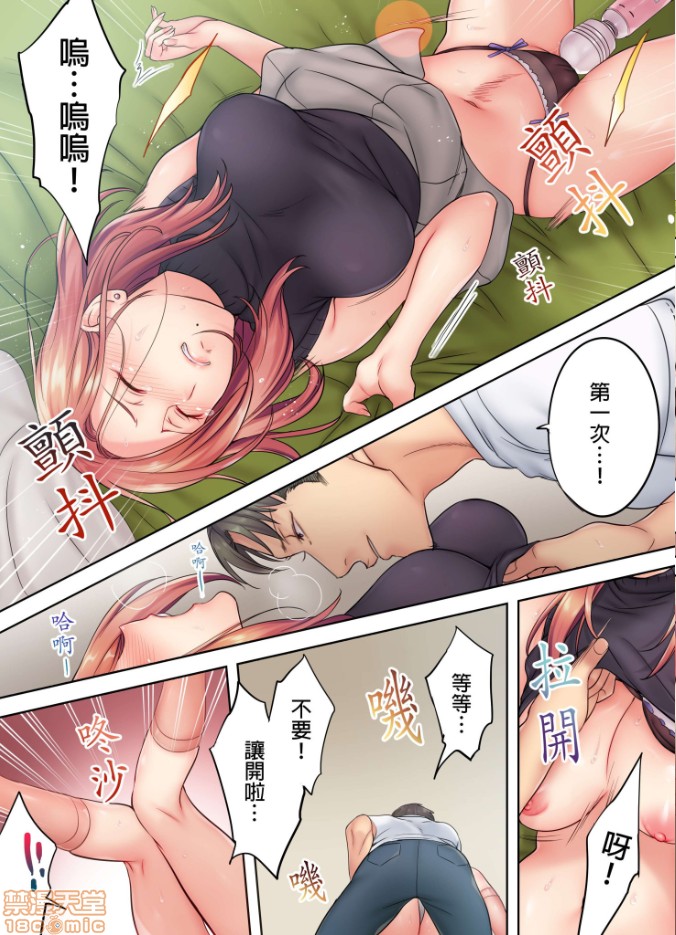 嗚…嗚嗚！
顫抖
顫抖
顫抖
第一次…！
哈啊—
哈啊—
拉開
呀！
等等…
嘰
不要！
讓開啦…
嘰
咚沙
!!
禁漫天堂
18comic